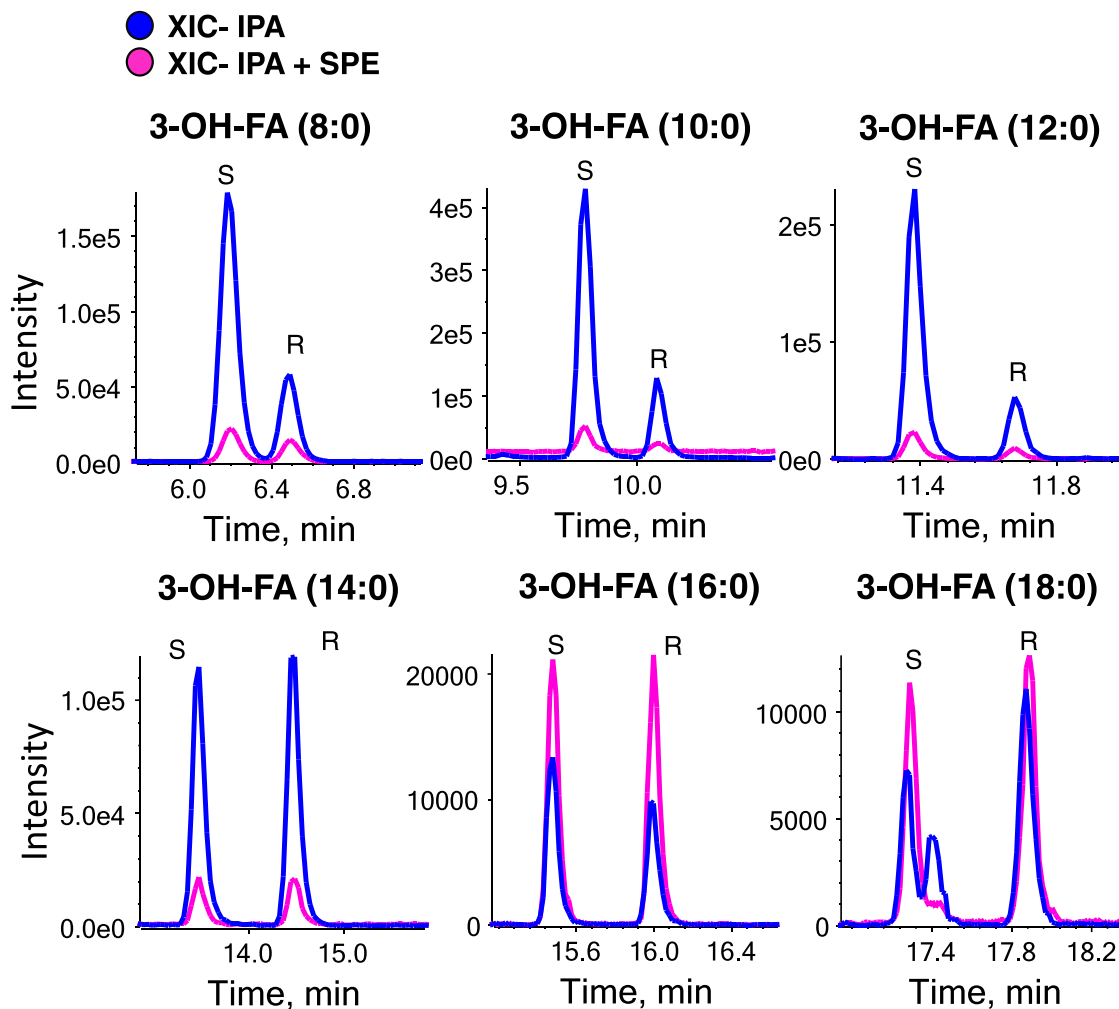 XIC- IPA
XIC- IPA + SPE
3-OH-FA (8:0)
3-OH-FA (10:0)
3-OH-FA (12:0)
S
R
Intensity
1.5e5
1.0e5
5.0e4
0.0e0
6.0 6.4 6.8
Time, min
S
R
4e5
3e5
2e5
1e5
0e0
9.5 10.0
Time, min
S
R
2e5
1e5
0e0
11.4 11.8
Time, min
3-OH-FA (14:0)
3-OH-FA (16:0)
3-OH-FA (18:0)
S
R
Intensity
1.0e5
5.0e4
0.0e0
14.0 15.0
Time, min
S
R
20000
10000
0
15.6 16.0 16.4
Time, min
S
R
10000
5000
0
17.4 17.8 18.2
Time, min